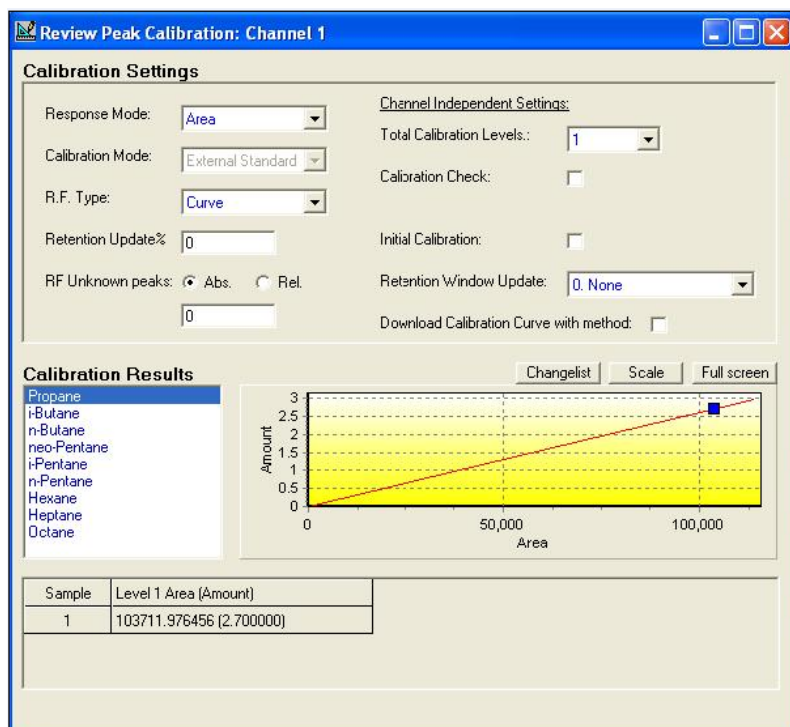 Review Peak Calibration: Channel 1
Calibration Settings
Response Mode: Area
Calibration Mode: External Standard
R.F. Type: Curve
Retention Update% 0
RF Unknown peaks: Abs. Rel.
0
Channel Independent Settings:
Total Calibration Levels.: 1
Calibration Check:
Initial Calibration:
Retention Window Update: 0. None
Download Calibration Curve with method:
Calibration Results
Changelist Scale Full screen
Propane
i-Butane
n-Butane
neo-Pentane
i-Pentane
n-Pentane
Hexane
Heptane
Octane
Amount
3
2.5
2
1.5
1
0.5
0
0 50,000 100,000
Area
Sample Level 1 Area (Amount)
1 103711.976456 (2.700000)